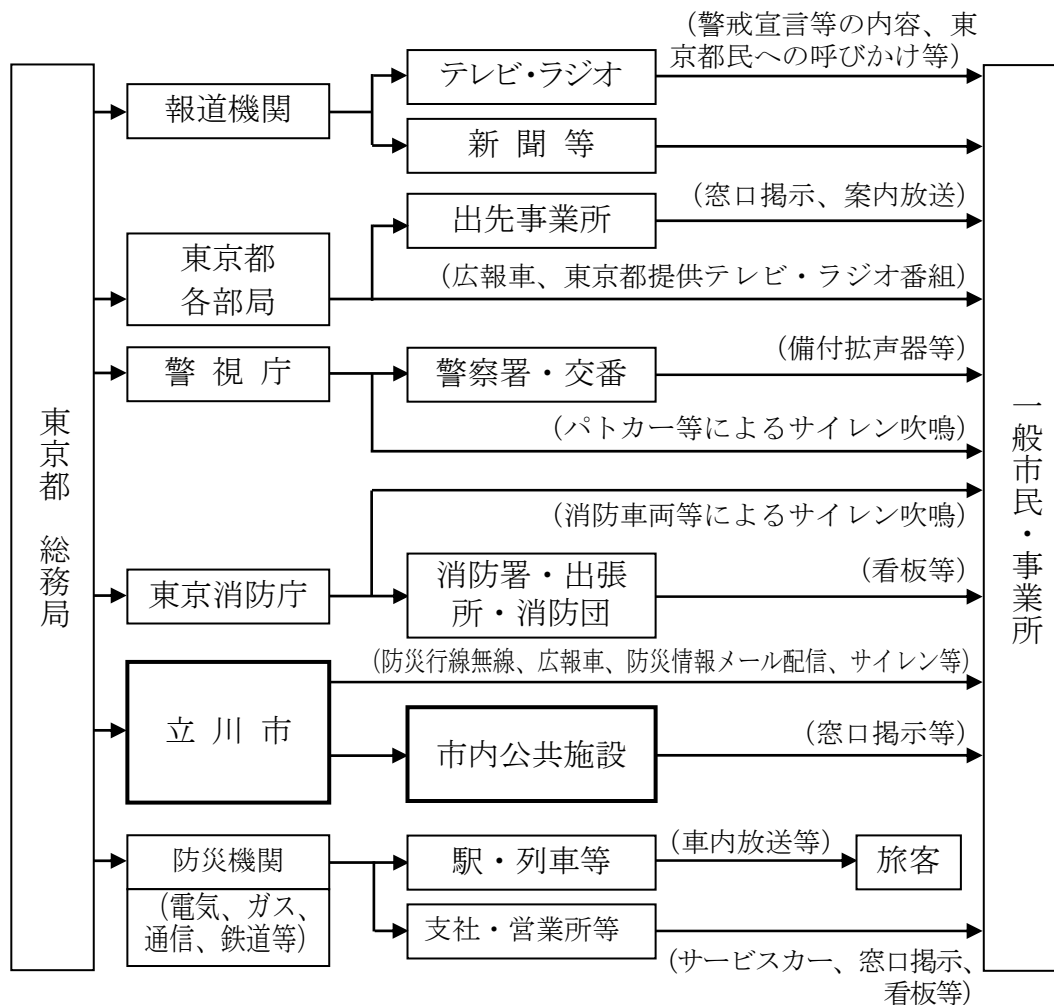 (警戒宣言等の内容、東
京都民への呼びかけ等)
テレビ・ラジオ
報道機関
新 聞 等
(窓口掲示、案内放送)
出先事業所
東京都
各部局
(広報車、東京都提供テレビ・ラジオ番組)
(備付拡声器等)
警 視 庁
警察署・交番
(パトカー等によるサイレン吹鳴)
東京都 総務局
一般市民・事業所
(消防車両等によるサイレン吹鳴)
東京消防庁
消防署・出張
所・消防団
(看板等)
(防災行線無線、広報車、防災情報メール配信、サイレン等)
立 川 市
市内公共施設
(窓口掲示等)
防災機関
(電気、ガス、
通信、鉄道等)
駅・列車等
(車内放送等)
旅客
支社・営業所等
(サービスカー、窓口掲示、
看板等)